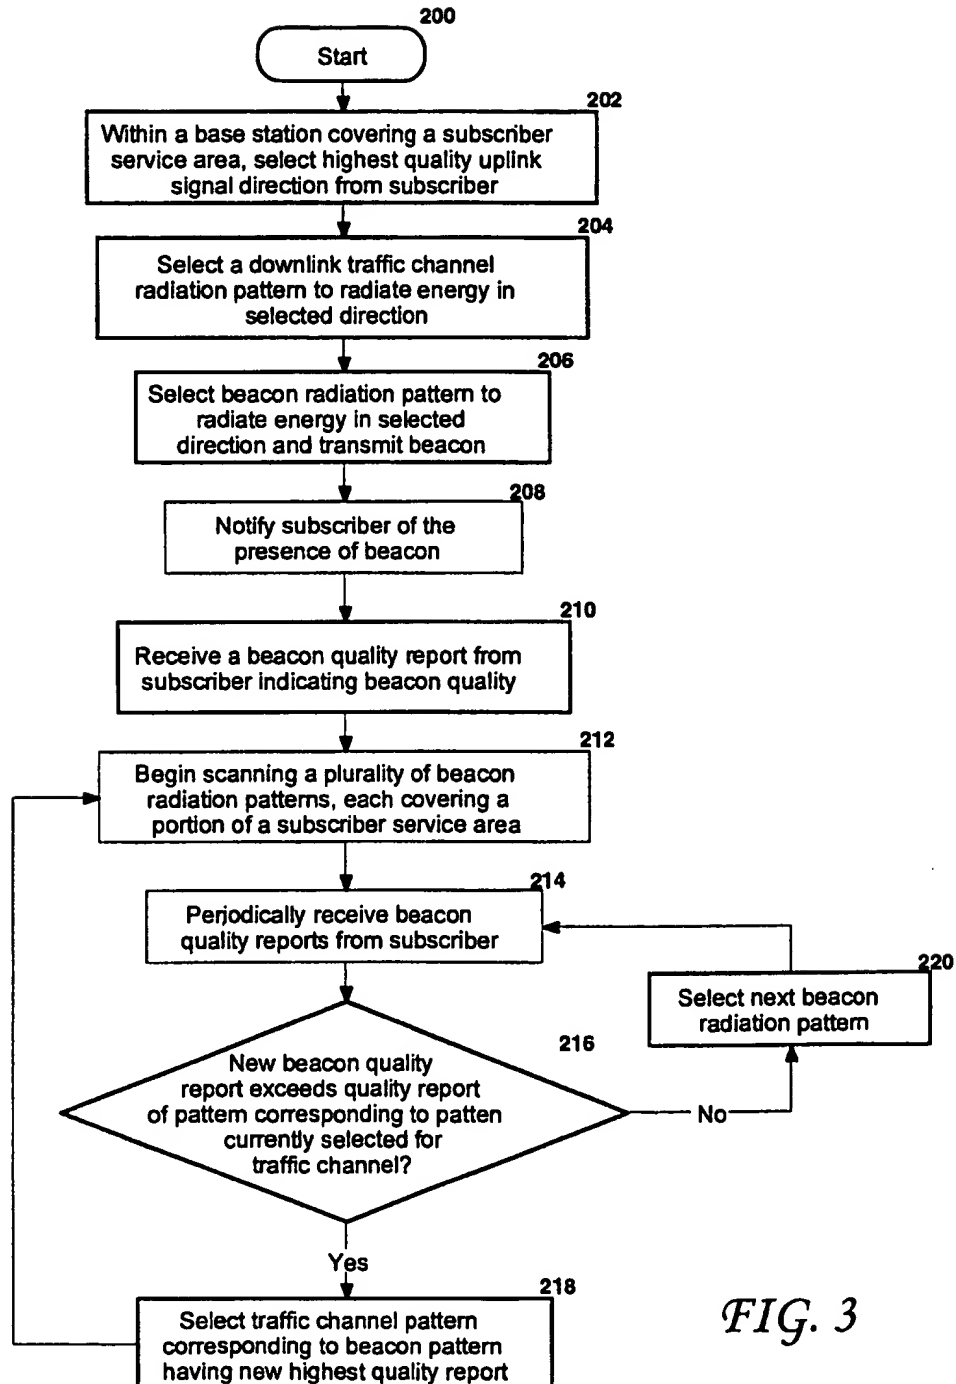 200
Start
202
Within a base station covering a subscriber
service area, select highest quality uplink
signal direction from subscriber
204
Select a downlink traffic channel
radiation pattern to radiate energy in
selected direction
206
Select beacon radiation pattern to
radiate energy in selected
direction and transmit beacon
208
Notify subscriber of the
presence of beacon
210
Receive a beacon quality report from
subscriber indicating beacon quality
212
Begin scanning a plurality of beacon
radiation patterns, each covering a
portion of a subscriber service area
214
Periodically receive beacon
quality reports from subscriber
220
Select next beacon
radiation pattern
216
New beacon quality
report exceeds quality report
of pattern corresponding to patten
currently selected for
traffic channel?
No
Yes
218
Select traffic channel pattern
corresponding to beacon pattern
having new highest quality report
FIG. 3